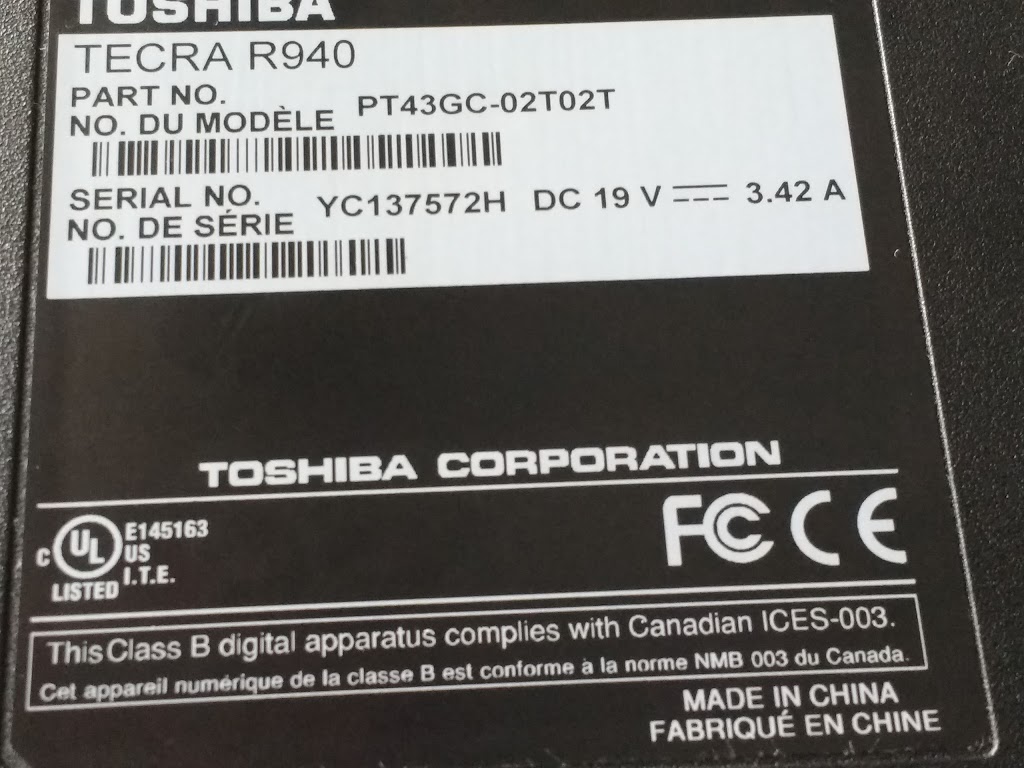 TOSHIBA
TECRA R940
PART NO.
NO. DU MODÈLE PT43GC-02T02T
SERIAL NO.
NO. DE SÉRIE YC137572H DC 19 V 3.42 A
TOSHIBA CORPORATION
C UL US LISTED E145163 I.T.E.
FC CE
This Class B digital apparatus complies with Canadian ICES-003.
Cet appareil numérique de la classe B est conforme à la norme NMB 003 du Canada.
MADE IN CHINA
FABRIQUÉ EN CHINE